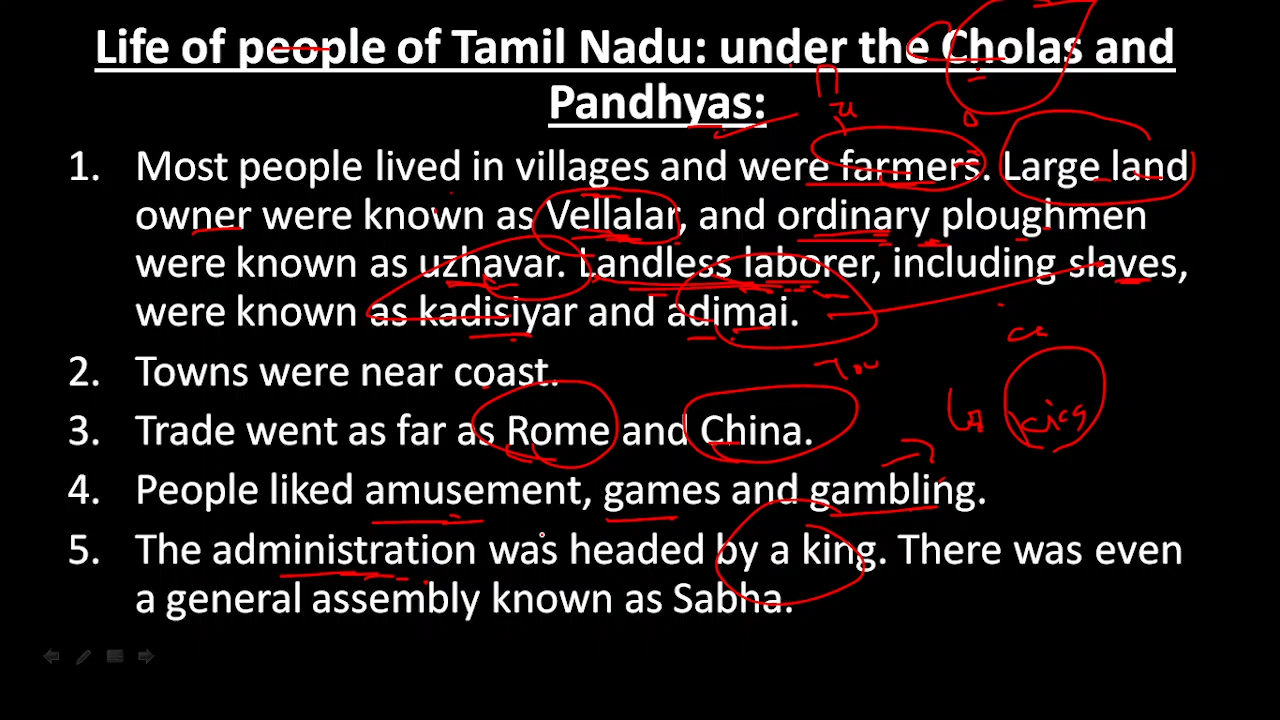 Life of people of Tamil Nadu: under the Cholas and
Pandhyas:
1. Most people lived in villages and were farmers. Large land
owner were known as Vellalar, and ordinary ploughmen
were known as uzhavar. Landless laborer, including slaves,
were known as kadisiyar and adimai.
2. Towns were near coast.
3. Trade went as far as Rome and China.
king
4. People liked amusement, games and gambling.
5. The administration was headed by a king. There was even
a general assembly known as Sabha.